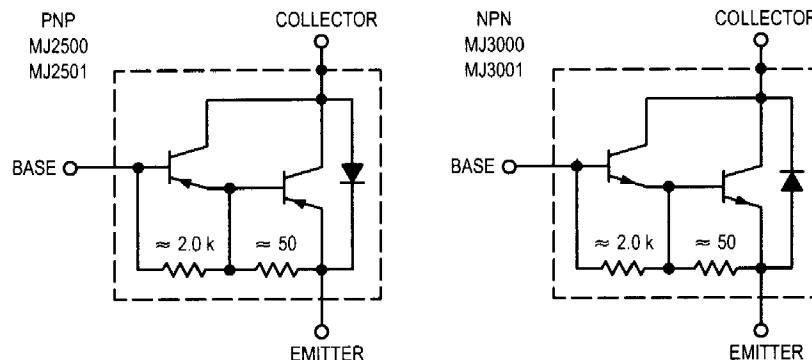 PNP
MJ2500
MJ2501
COLLECTOR
BASE
≈ 2.0 k
≈ 50
EMITTER
NPN
MJ3000
MJ3001
COLLECTOR
BASE
≈ 2.0 k
≈ 50
EMITTER